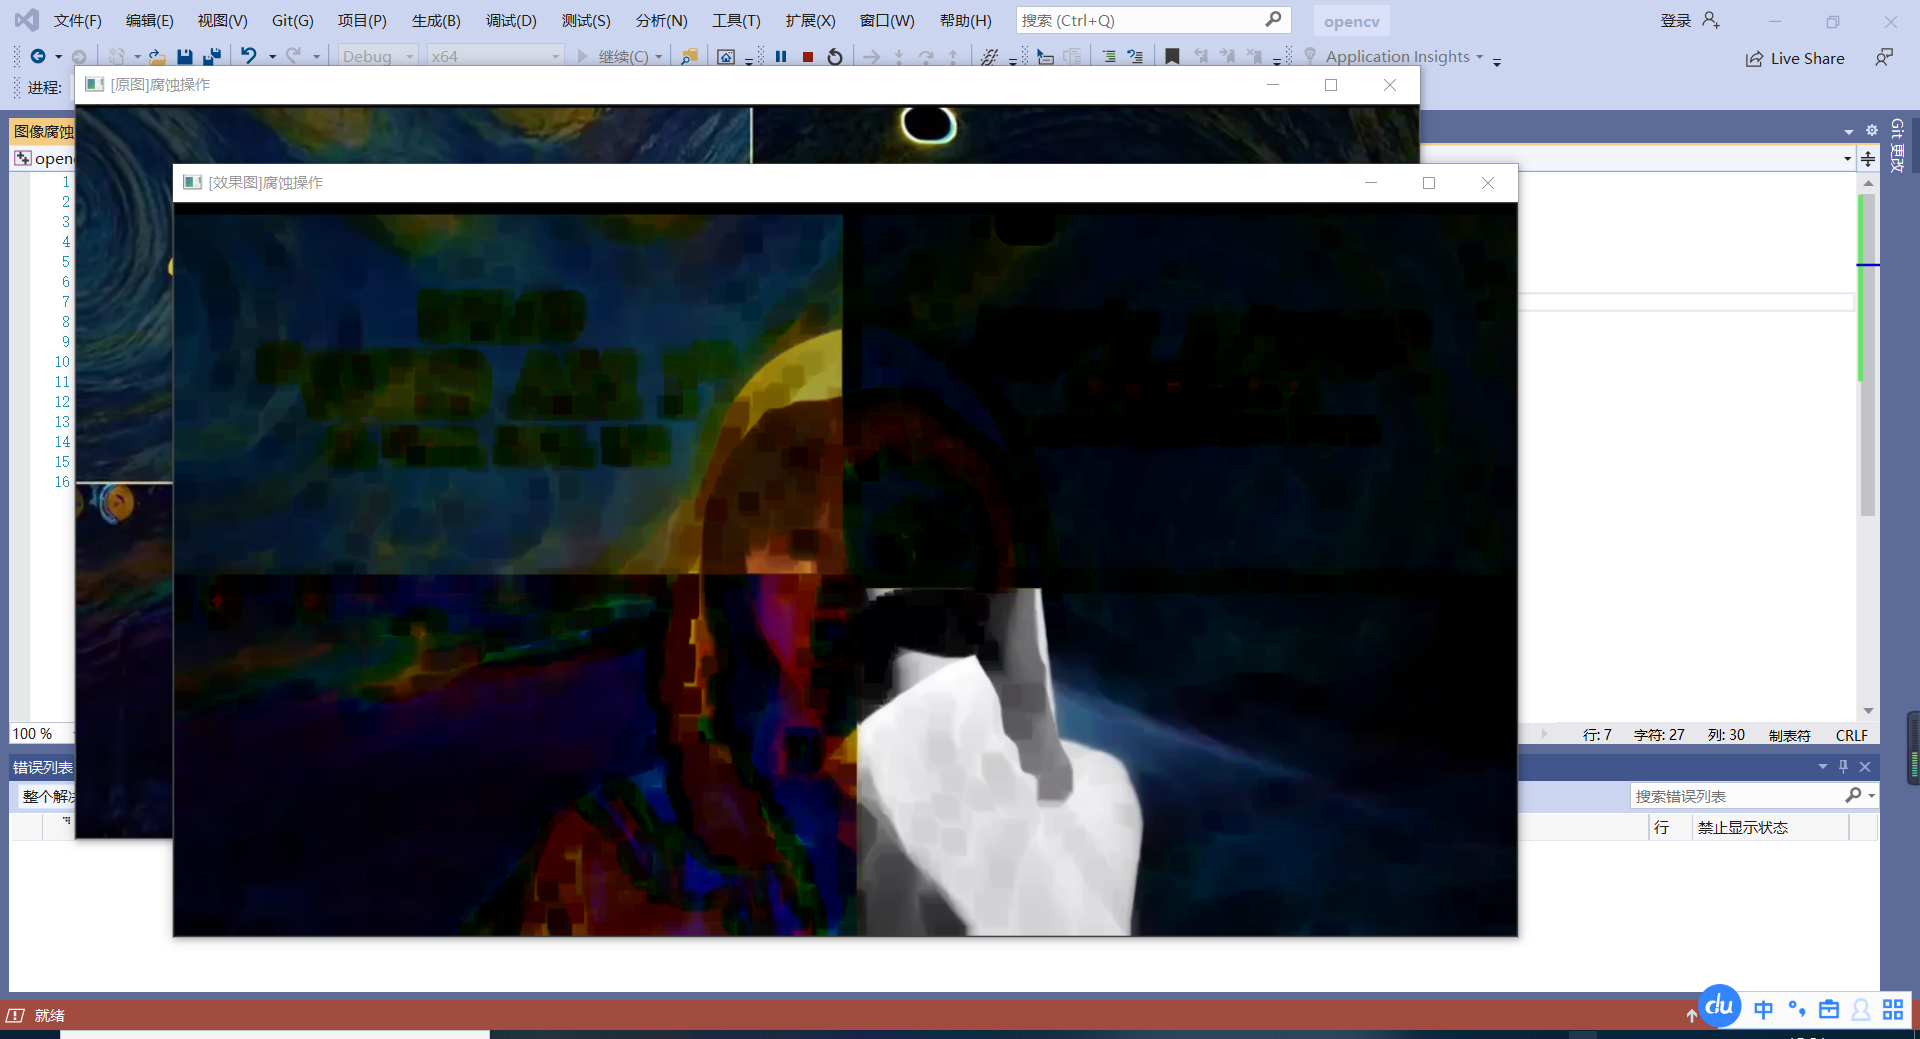 文件(F) 编辑(E) 视图(V) Git(G) 项目(P) 生成(B) 调试(D) 测试(S) 分析(N) 工具(T) 扩展(X) 窗口(W) 帮助(H) 搜索 (Ctrl+Q) opencv 登录
Debug x64 继续(C) Application Insights Live Share
进程:
[原图]腐蚀操作
图像腐蚀
Git 更改
openc
[效果图]腐蚀操作
1
2
3
4
5
6
7
8
9
10
11
12
13
14
15
16
100 %
行: 7 字符: 27 列: 30 制表符 CRLF
错误列表
整个解决
搜索错误列表
行 禁止显示状态
就绪
du 中